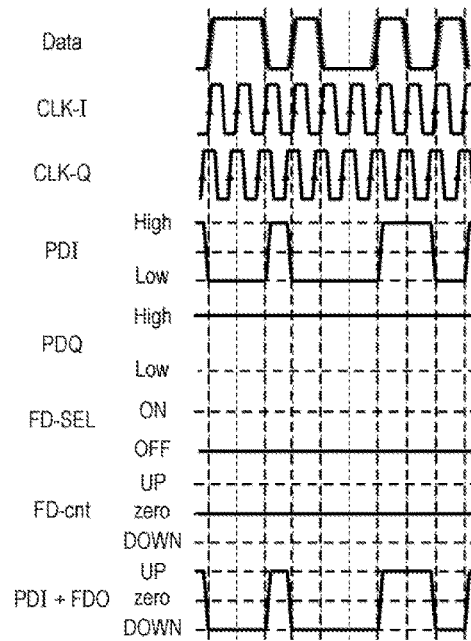 Data
CLK-I
CLK-Q
PDI
High
Low
PDQ
High
Low
FD-SEL
ON
OFF
FD-cnt
UP
zero
DOWN
PDI + FDO
UP
zero
DOWN